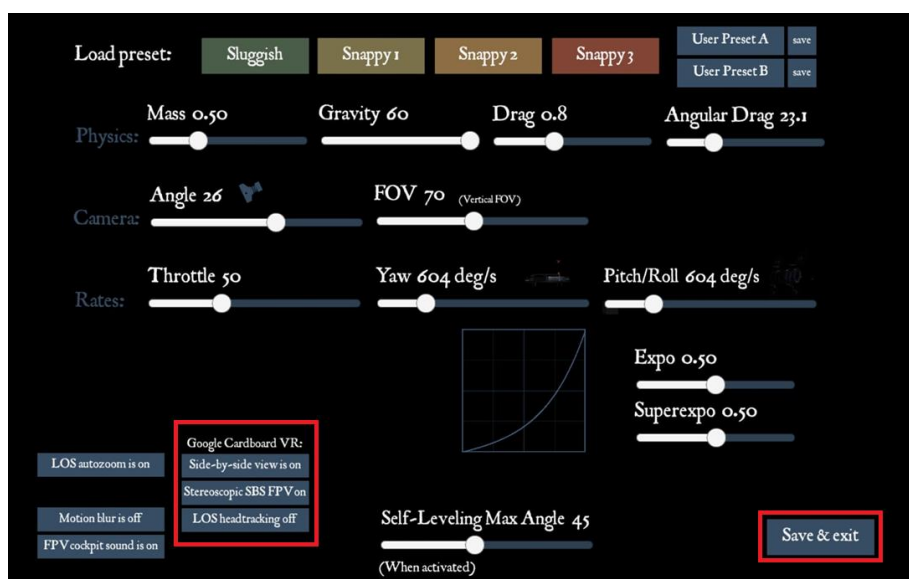 Load preset:
Sluggish
Snappy 1
Snappy 2
Snappy 3
User Preset A
save
User Preset B
save
Physics:
Mass 0.50
Gravity 60
Drag 0.8
Angular Drag 23.1
Camera:
Angle 26
FOV 70 (Vertical FOV)
Rates:
Throttle 50
Yaw 604 deg/s
Pitch/Roll 604 deg/s
Expo 0.50
Superexpo 0.50
Google Cardboard VR:
LOS autozoom is on
Side-by-side view is on
Stereoscopic SBS FPV on
Motion blur is off
LOS headtracking off
FPV cockpit sound is on
Self-Leveling Max Angle 45
(When activated)
Save & exit